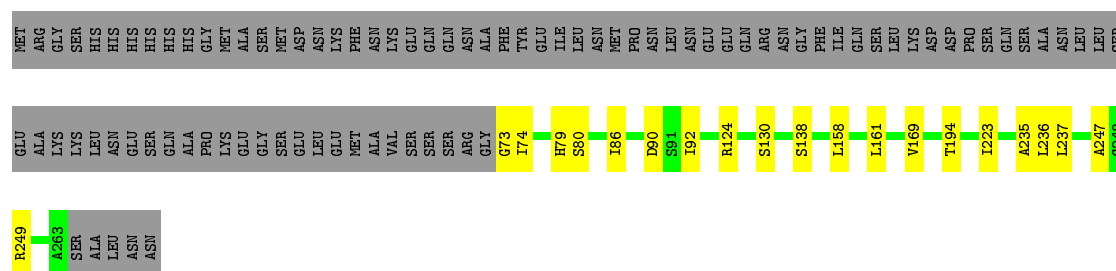 MET ARG GLY SER HIS HIS HIS HIS HIS HIS GLY MET ALA SER MET ASP ASN LYS PHE ASN LYS GLU GLN GLN ASN ALA PHE TYR GLU ILE LEU ASN MET PRO ASN LEU ASN GLU GLU GLN ARG ASN GLY PHE ILE GLN SER LEU LYS ASP ASP PRO SER GLN SER ALA ASN LEU LEU SER
GLU ALA LYS LYS LEU ASN GLU SER GLN ALA PRO LYS GLU GLY SER GLU LEU GLU MET ALA VAL SER SER SER ARG GLY G73 I74 H79 S80 I86 D90 S91 I92 R124 S130 S138 L158 L161 V169 T194 I223 A235 L236 L237 A247
R249 A263 SER ALA LEU ASN ASN